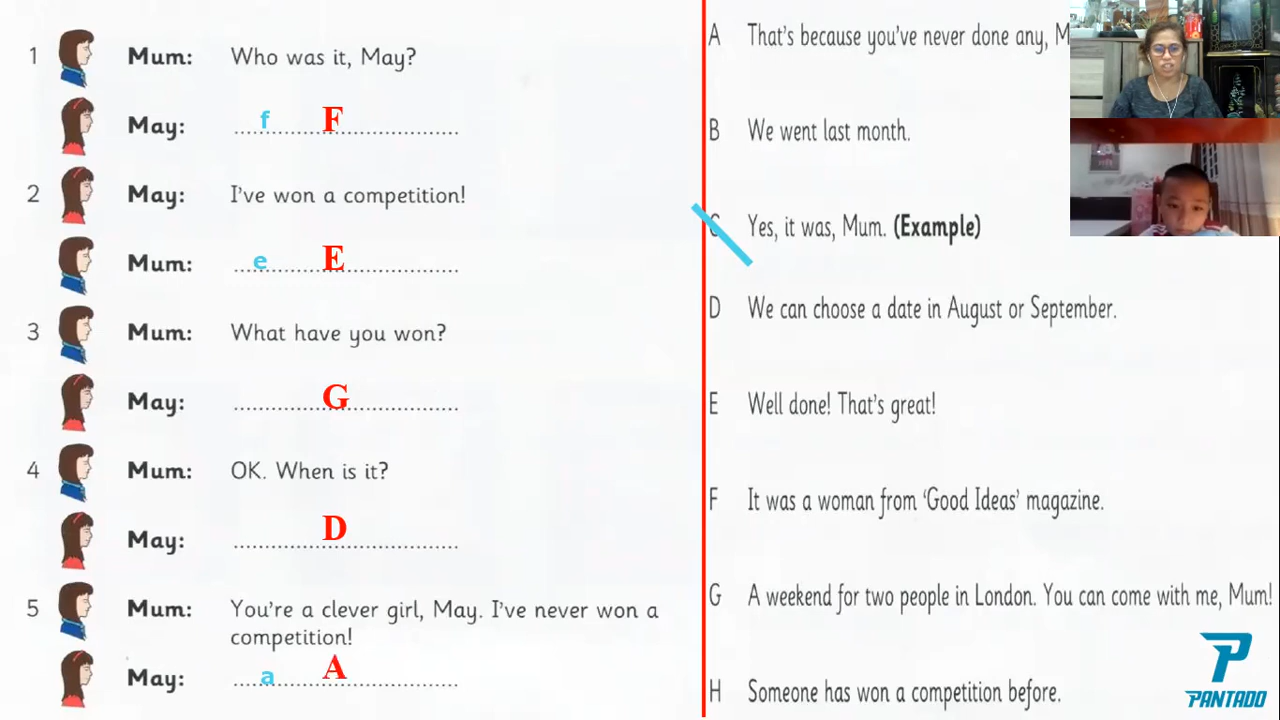 1 Mum: Who was it, May?
May: f F
2 May: I've won a competition!
Mum: e E
3 Mum: What have you won?
May: G
4 Mum: OK. When is it?
May: D
5 Mum: You're a clever girl, May. I've never won a
competition!
May: a A
A That's because you've never done any, M
B We went last month.
C Yes, it was, Mum. (Example)
D We can choose a date in August or September.
E Well done! That's great!
F It was a woman from 'Good Ideas' magazine.
G A weekend for two people in London. You can come with me, Mum!
H Someone has won a competition before.
PANTADO